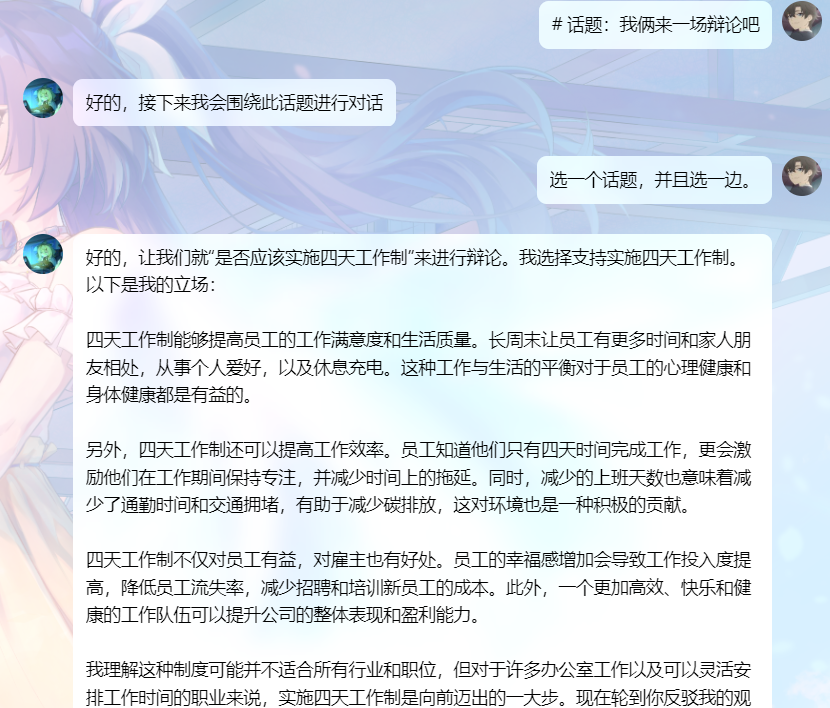 # 话题：我俩来一场辩论吧
好的，接下来我会围绕此话题进行对话
选一个话题，并且选一边。
好的，让我们就“是否应该实施四天工作制”来进行辩论。我选择支持实施四天工作制。
以下是我的立场：
四天工作制能够提高员工的工作满意度和生活质量。长周末让员工有更多时间和家人朋
友相处，从事个人爱好，以及休息充电。这种工作与生活的平衡对于员工的心理健康和
身体健康都是有益的。
另外，四天工作制还可以提高工作效率。员工知道他们只有四天时间完成工作，更会激
励他们在工作期间保持专注，并减少时间上的拖延。同时，减少的上班天数也意味着减
少了通勤时间和交通拥堵，有助于减少碳排放，这对环境也是一种积极的贡献。
四天工作制不仅对员工有益，对雇主也有好处。员工的幸福感增加会导致工作投入度提
高，降低员工流失率，减少招聘和培训新员工的成本。此外，一个更加高效、快乐和健
康的工作队伍可以提升公司的整体表现和盈利能力。
我理解这种制度可能并不适合所有行业和职位，但对于许多办公室工作以及可以灵活安
排工作时间的职业来说，实施四天工作制是向前迈出的一大步。现在轮到你反驳我的观